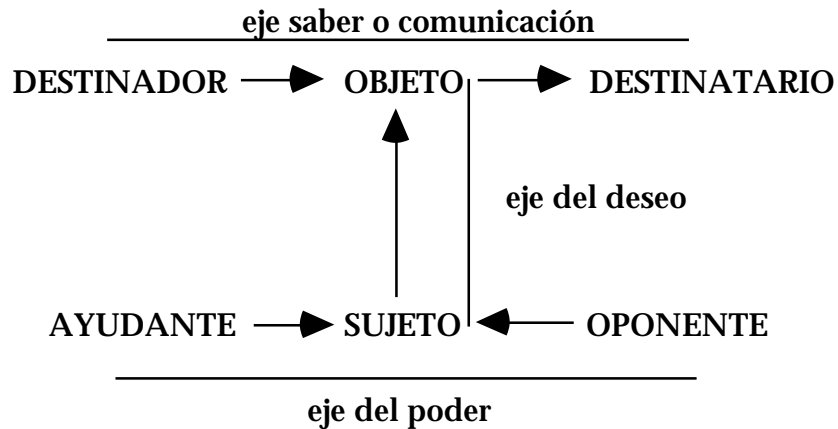 eje saber o comunicación
DESTINADOR OBJETO DESTINATARIO
eje del deseo
AYUDANTE SUJETO OPONENTE
eje del poder